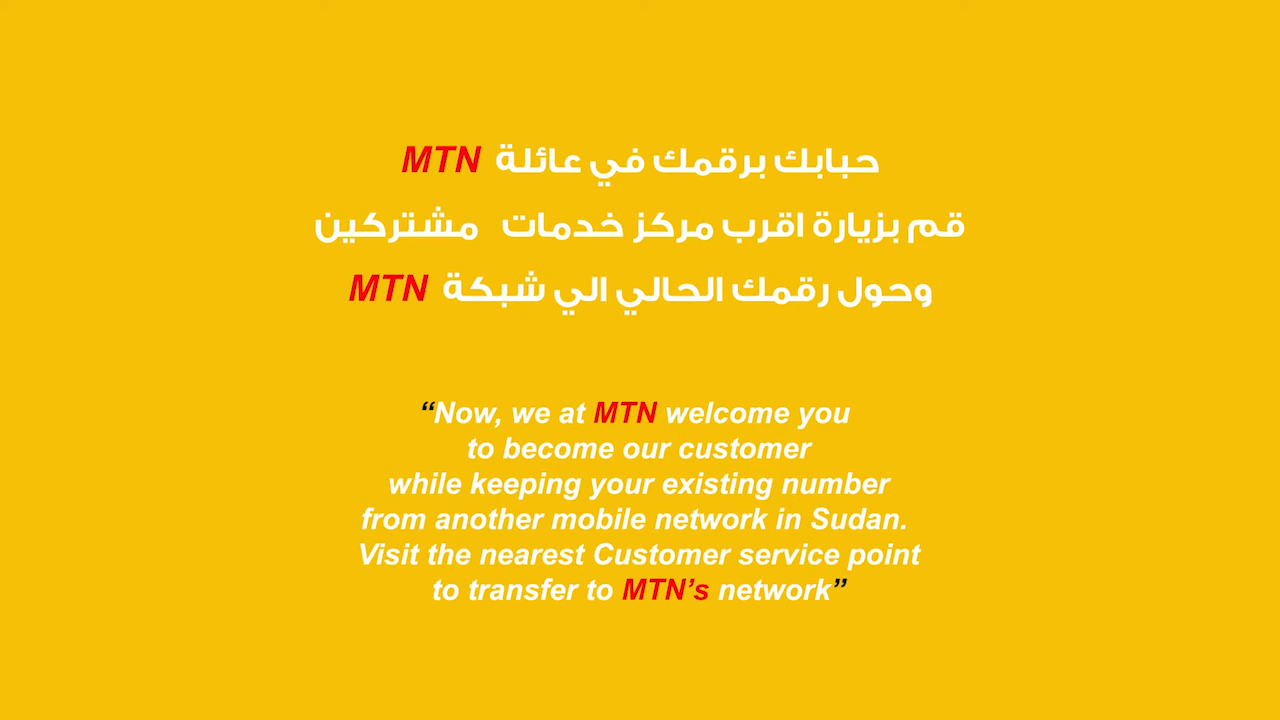 حبابك برقمك في عائلة MTN
قم بزيارة اقرب مركز خدمات مشتركين
وحول رقمك الحالي الي شبكة MTN
“Now, we at MTN welcome you
to become our customer
while keeping your existing number
from another mobile network in Sudan.
Visit the nearest Customer service point
to transfer to MTN’s network”